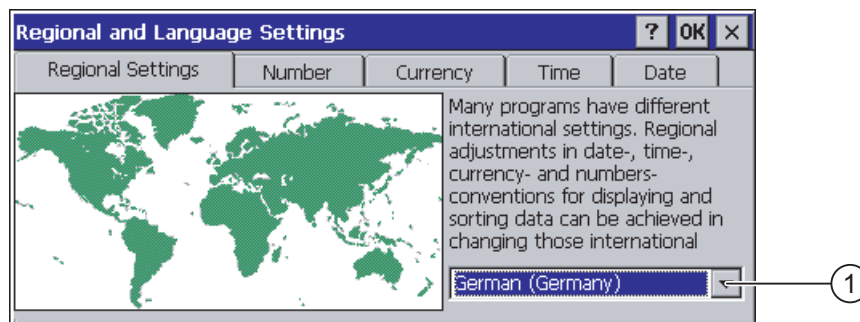 Regional and Language Settings ? OK ×
Regional Settings Number Currency Time Date
Many programs have different
international settings. Regional
adjustments in date-, time-,
currency- and numbers-
conventions for displaying and
sorting data can be achieved in
changing those international
German (Germany)
1